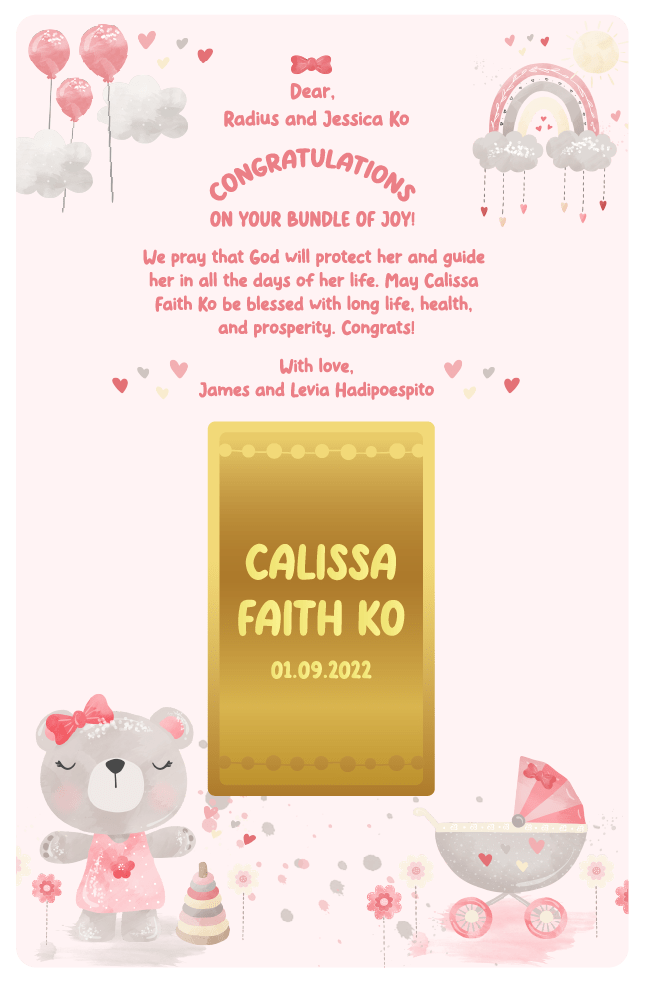 Dear,
Radius and Jessica Ko
CONGRATULATIONS
ON YOUR BUNDLE OF JOY!
We pray that God will protect her and guide
her in all the days of her life. May Calissa
Faith Ko be blessed with long life, health,
and prosperity. Congrats!
With love,
James and Levia Hadipoespito
CALISSA
FAITH KO
01.09.2022